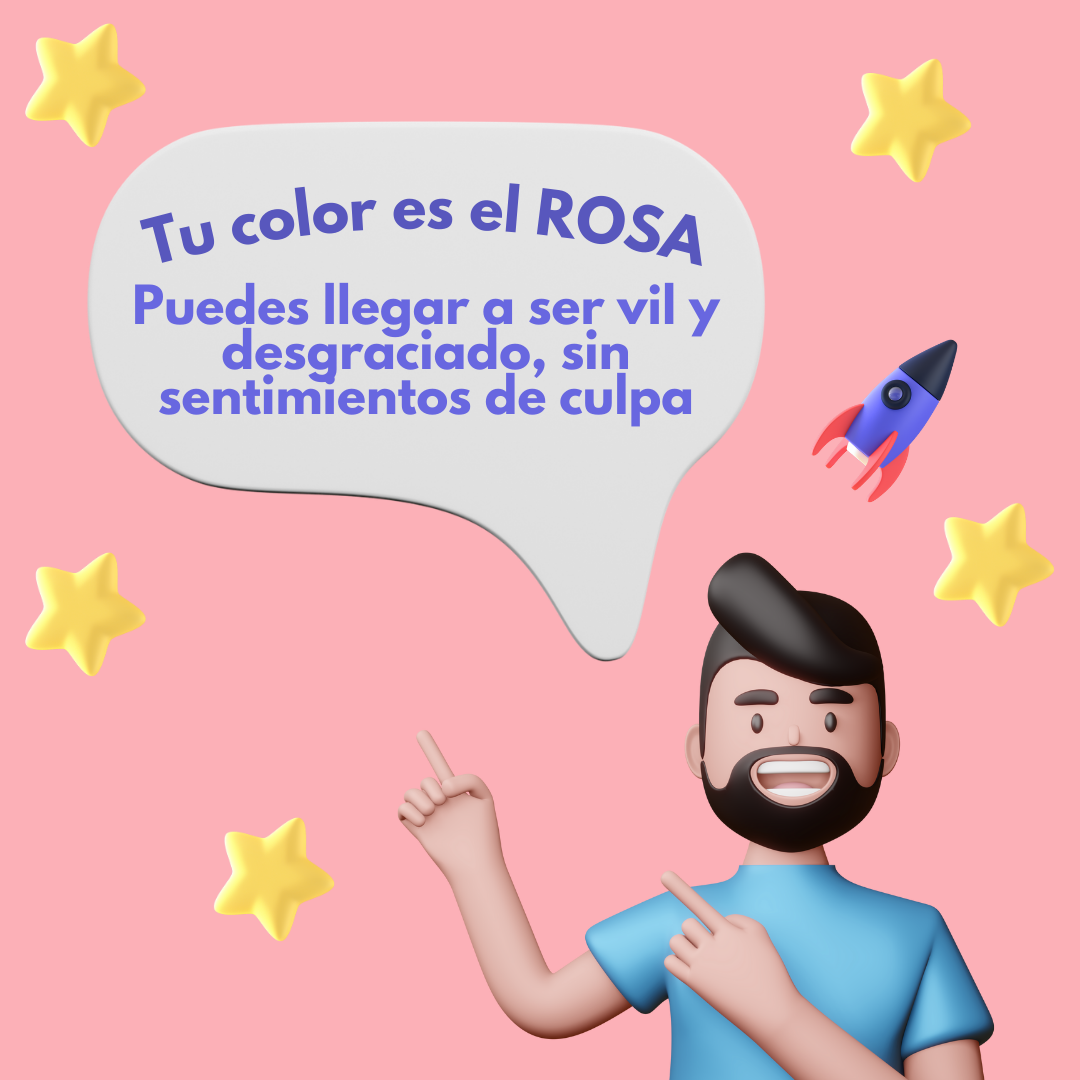 Tu color es el ROSA
Puedes llegar a ser vil y
desgraciado, sin
sentimientos de culpa